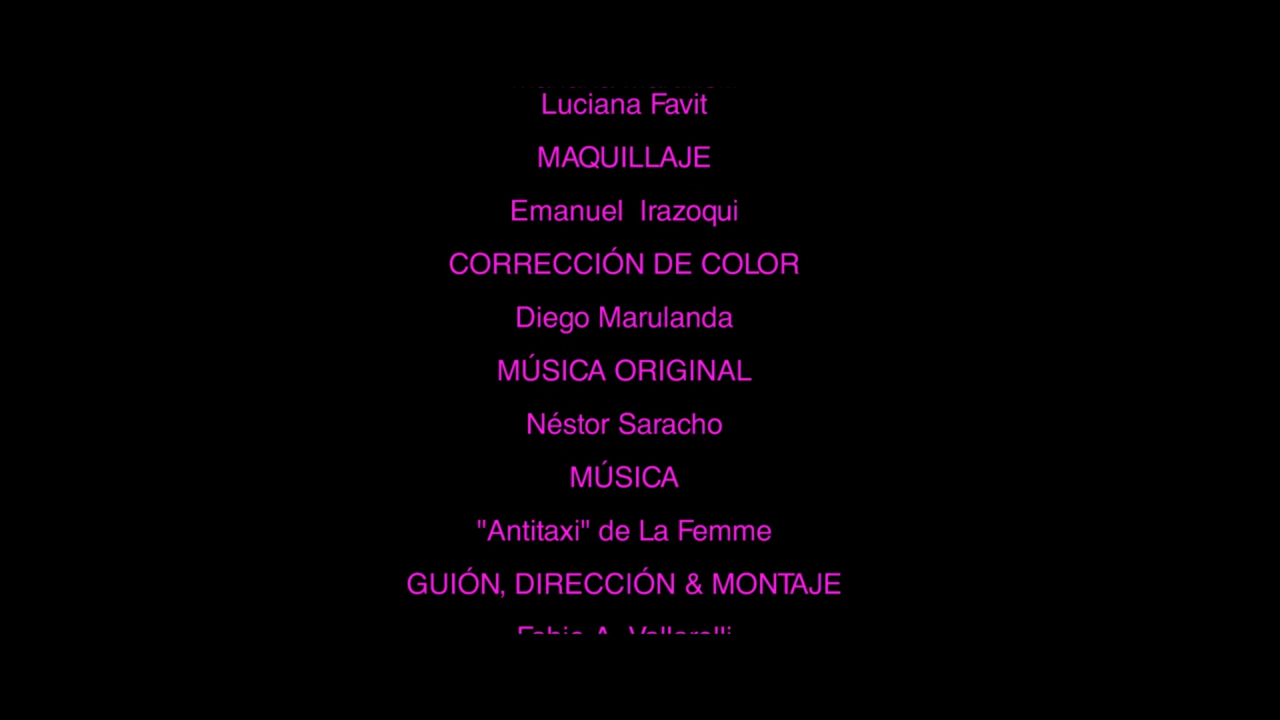 Luciana Favit
MAQUILLAJE
Emanuel  Irazoqui
CORRECCIÓN DE COLOR
Diego Marulanda
MÚSICA ORIGINAL
Néstor Saracho
MÚSICA
"Antitaxi" de La Femme
GUIÓN, DIRECCIÓN & MONTAJE